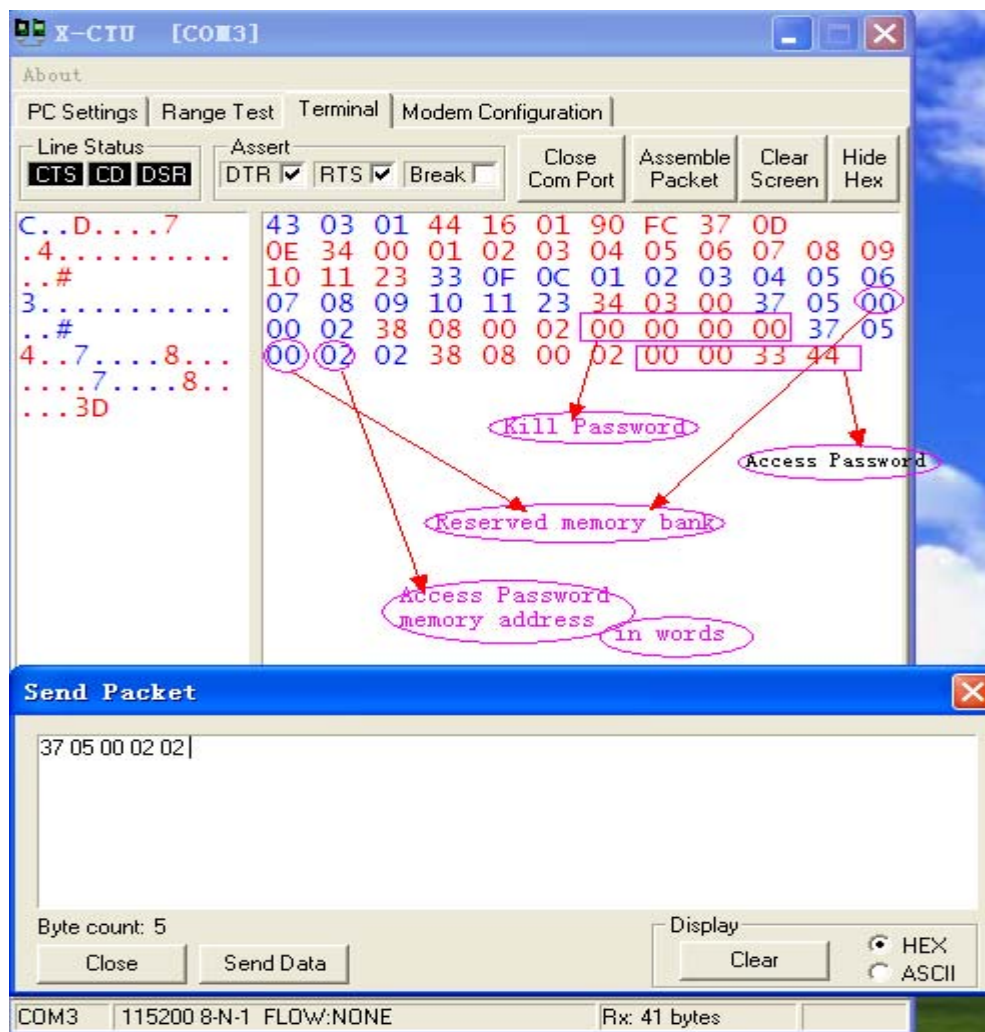 X-CTU [COM3]
About
PC Settings Range Test Terminal Modem Configuration
Line Status
CTS CD DSR
Assert
DTR RTS Break
Close Com Port
Assemble Packet
Clear Screen
Hide Hex
C..D....7
.4..........
..#
3...........
..#
4..7....8...
....7....8..
...3D
43 03 01 44 16 01 90 FC 37 0D
0E 34 00 01 02 03 04 05 06 07 08 09
10 11 23 33 0F 0C 01 02 03 04 05 06
07 08 09 10 11 23 34 03 00 37 05 00
00 02 38 08 00 02 00 00 00 00 37 05
00 02 02 38 08 00 02 00 00 33 44
Kill Password
Access Password
Reserved memory bank
Access Password
memory address
in words
Send Packet
37 05 00 02 02
Byte count: 5
Close Send Data
Display
Clear
HEX
ASCII
COM3 115200 8-N-1 FLOW:NONE Rx: 41 bytes